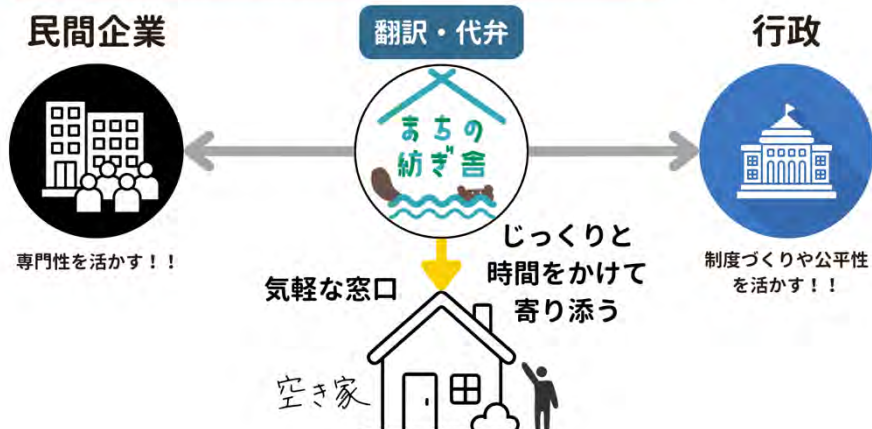 民間企業
翻訳・代弁
行政
まちの
紡ぎ舎
専門性を活かす！！
制度づくりや公平性
を活かす！！
気軽な窓口
じっくりと
時間をかけて
寄り添う
空き家